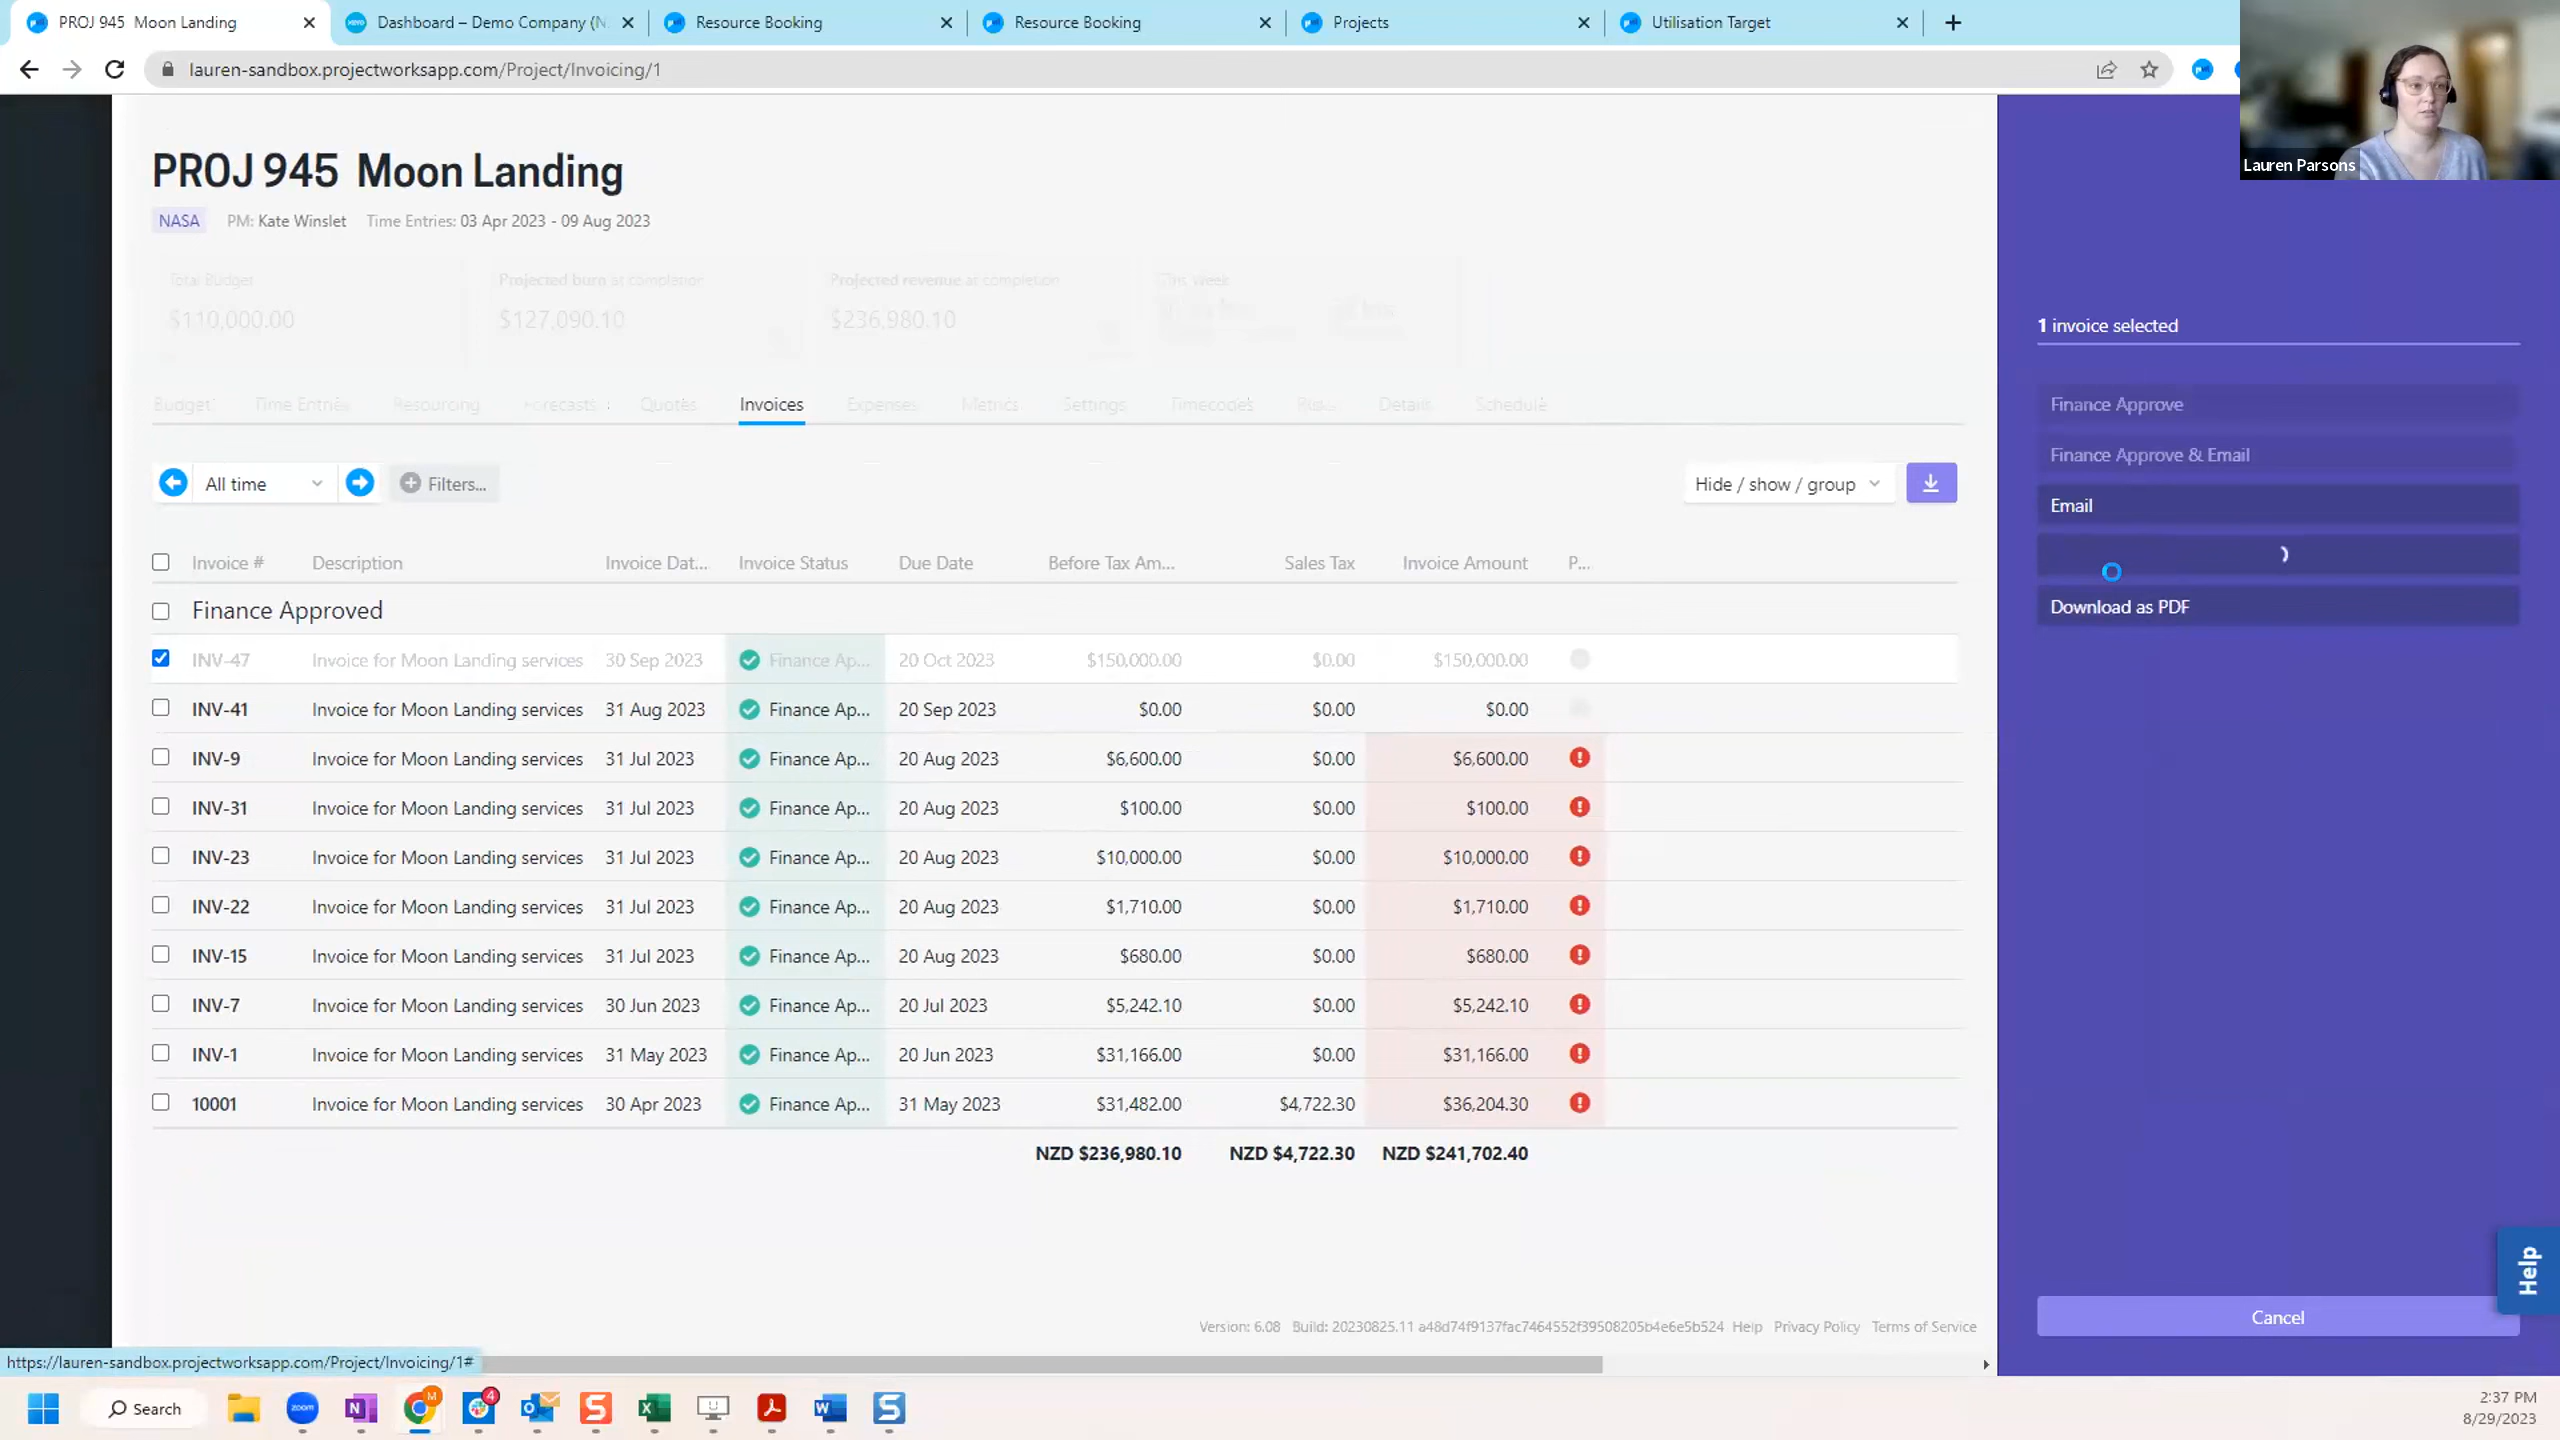 PROJ 945 Moon Landing
Dashboard – Demo Company (N
Resource Booking
Resource Booking
Projects
Utilisation Target
lauren-sandbox.projectworksapp.com/Project/Invoicing/1
Lauren Parsons
PROJ 945 Moon Landing
NASA PM: Kate Winslet Time Entries: 03 Apr 2023 - 09 Aug 2023
Total Budget Projected burn at completion Projected revenue at completion This Week
$110,000.00 $127,090.10 $236,980.10
Budget Time Entries Resourcing Forecasts Quotes Invoices Expenses Metrics Settings Timecodes Details Schedule
All time Filters... Hide / show / group
Invoice # Description Invoice Dat... Invoice Status Due Date Before Tax Am... Sales Tax Invoice Amount P...
Finance Approved
INV-47 Invoice for Moon Landing services 30 Sep 2023 Finance Ap... 20 Oct 2023 $150,000.00 $0.00 $150,000.00
INV-41 Invoice for Moon Landing services 31 Aug 2023 Finance Ap... 20 Sep 2023 $0.00 $0.00 $0.00
INV-9 Invoice for Moon Landing services 31 Jul 2023 Finance Ap... 20 Aug 2023 $6,600.00 $0.00 $6,600.00
INV-31 Invoice for Moon Landing services 31 Jul 2023 Finance Ap... 20 Aug 2023 $100.00 $0.00 $100.00
INV-23 Invoice for Moon Landing services 31 Jul 2023 Finance Ap... 20 Aug 2023 $10,000.00 $0.00 $10,000.00
INV-22 Invoice for Moon Landing services 31 Jul 2023 Finance Ap... 20 Aug 2023 $1,710.00 $0.00 $1,710.00
INV-15 Invoice for Moon Landing services 31 Jul 2023 Finance Ap... 20 Aug 2023 $680.00 $0.00 $680.00
INV-7 Invoice for Moon Landing services 30 Jun 2023 Finance Ap... 20 Jul 2023 $5,242.10 $0.00 $5,242.10
INV-1 Invoice for Moon Landing services 31 May 2023 Finance Ap... 20 Jun 2023 $31,166.00 $0.00 $31,166.00
10001 Invoice for Moon Landing services 30 Apr 2023 Finance Ap... 31 May 2023 $31,482.00 $4,722.30 $36,204.30
NZD $236,980.10 NZD $4,722.30 NZD $241,702.40
1 invoice selected
Finance Approve
Finance Approve & Email
Email
Download as PDF
Help
Cancel
Version: 6.08 Build: 20230825.11 a48d74f9137fac7464552f39508205b4e6e5b524 Help Privacy Policy Terms of Service
https://lauren-sandbox.projectworksapp.com/Project/Invoicing/1#
Search
zoom
M
4
2:37 PM
8/29/2023